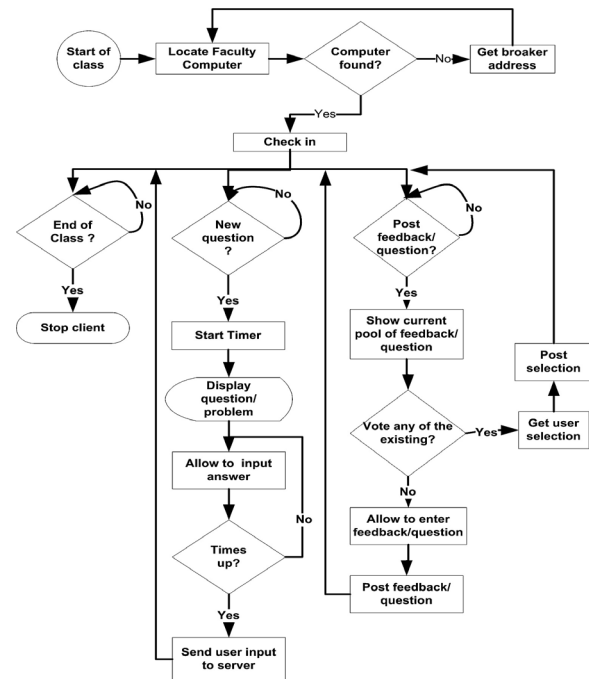 Start of
class
Locate Faculty
Computer
Computer
found?
No
Get broaker
address
Yes
Check in
End of
Class ?
No
Yes
Stop client
New
question
?
No
Yes
Start Timer
Display
question/
problem
Allow to input
answer
No
Times
up?
Yes
Send user input
to server
Post
feedback/
question?
No
Yes
Show current
pool of feedback/
question
Vote any of the
existing?
Yes
Get user
selection
Post
selection
No
Allow to enter
feedback/question
Post feedback/
question